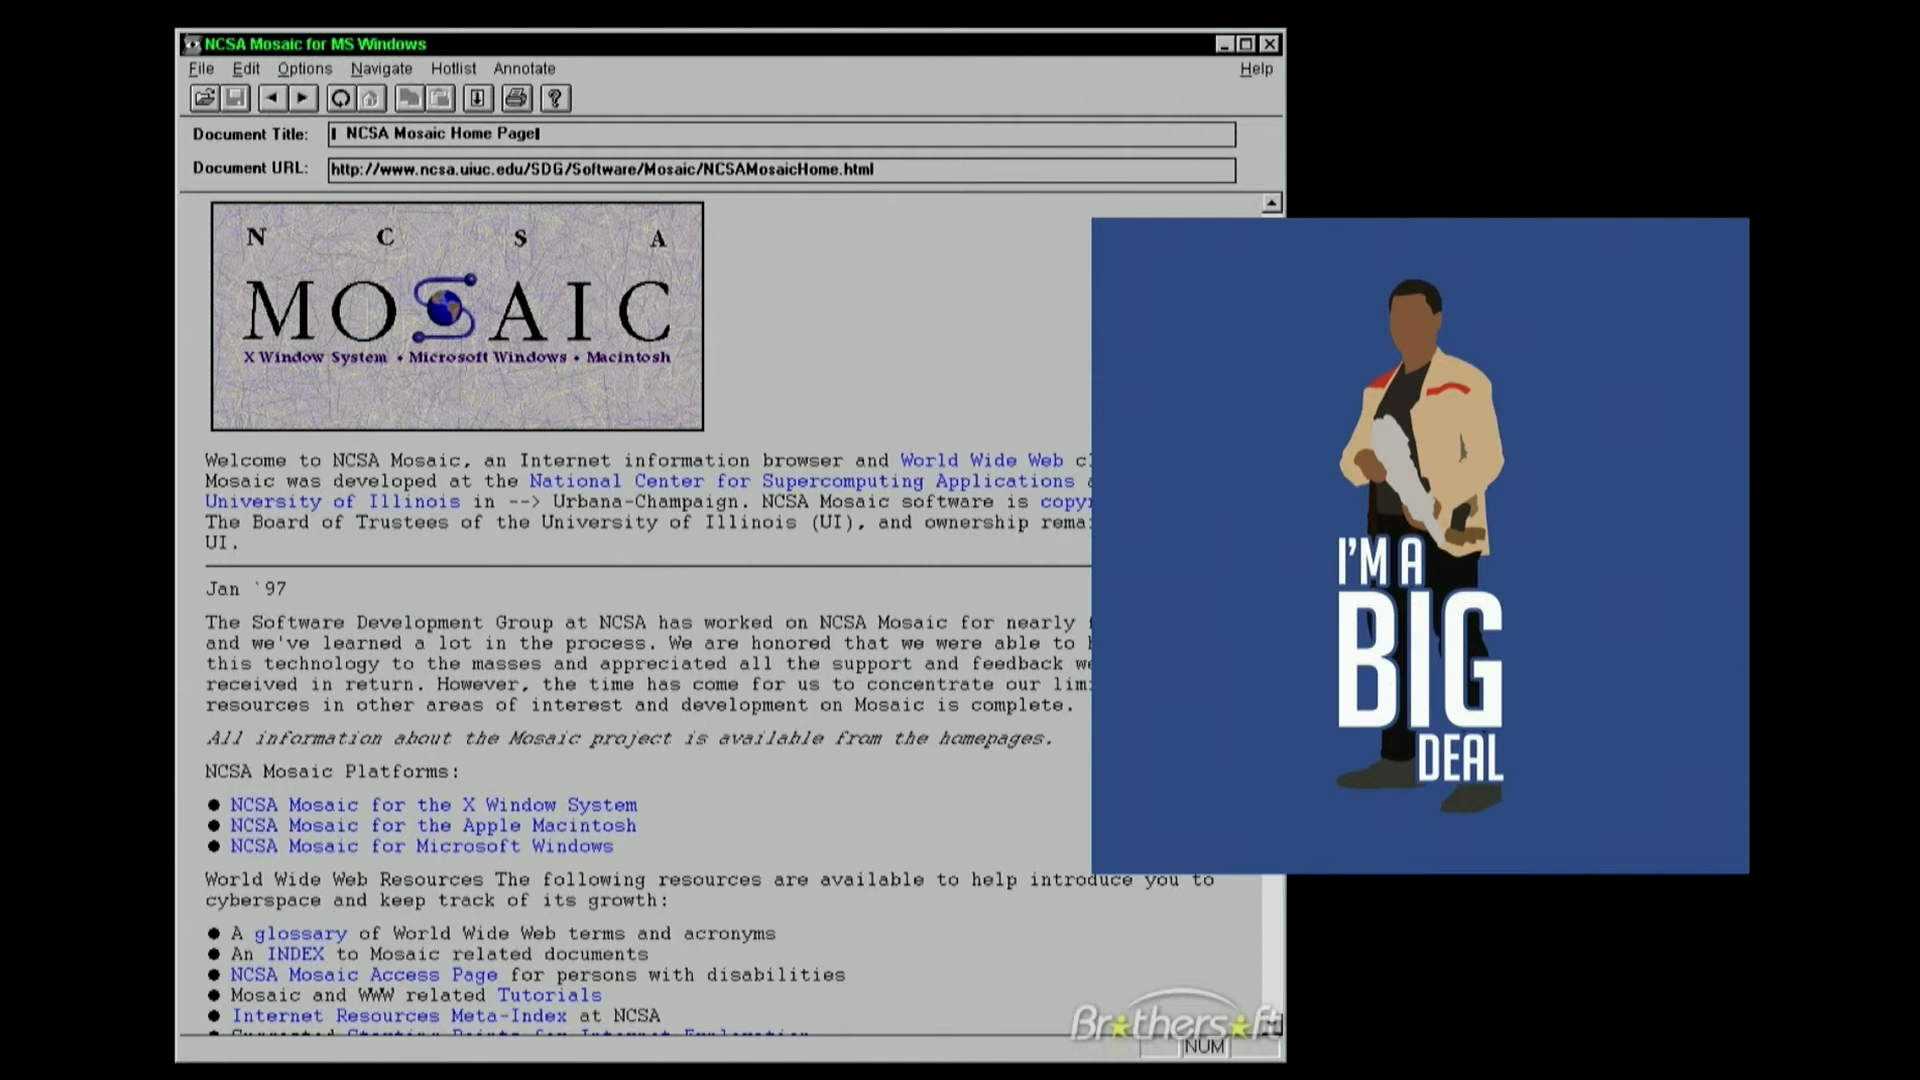 NCSA Mosaic for MS Windows
File Edit Options Navigate Hotlist Annotate Help
Document Title: NCSA Mosaic Home Page
Document URL: http://www.ncsa.uiuc.edu/SDG/Software/Mosaic/NCSAMosaicHome.html
N C S A
MOSAIC
X Window System • Microsoft Windows • Macintosh
Welcome to NCSA Mosaic, an Internet information browser and World Wide Web
Mosaic was developed at the National Center for Supercomputing Applications
University of Illinois in --> Urbana-Champaign. NCSA Mosaic software is
The Board of Trustees of the University of Illinois (UI), and ownership
UI.
Jan `97
The Software Development Group at NCSA has worked on NCSA Mosaic for nearly
and we've learned a lot in the process. We are honored that we were able to
this technology to the masses and appreciated all the support and feedback
received in return. However, the time has come for us to concentrate our
resources in other areas of interest and development on Mosaic is complete.
All information about the Mosaic project is available from the homepages.
NCSA Mosaic Platforms:
● NCSA Mosaic for the X Window System
● NCSA Mosaic for the Apple Macintosh
● NCSA Mosaic for Microsoft Windows
World Wide Web Resources The following resources are available to help introduce you to
cyberspace and keep track of its growth:
● A glossary of World Wide Web terms and acronyms
● An INDEX to Mosaic related documents
● NCSA Mosaic Access Page for persons with disabilities
● Mosaic and WWW related Tutorials
● Internet Resources Meta-Index at NCSA
Brothersoft
NUM
I'M A
BIG
DEAL